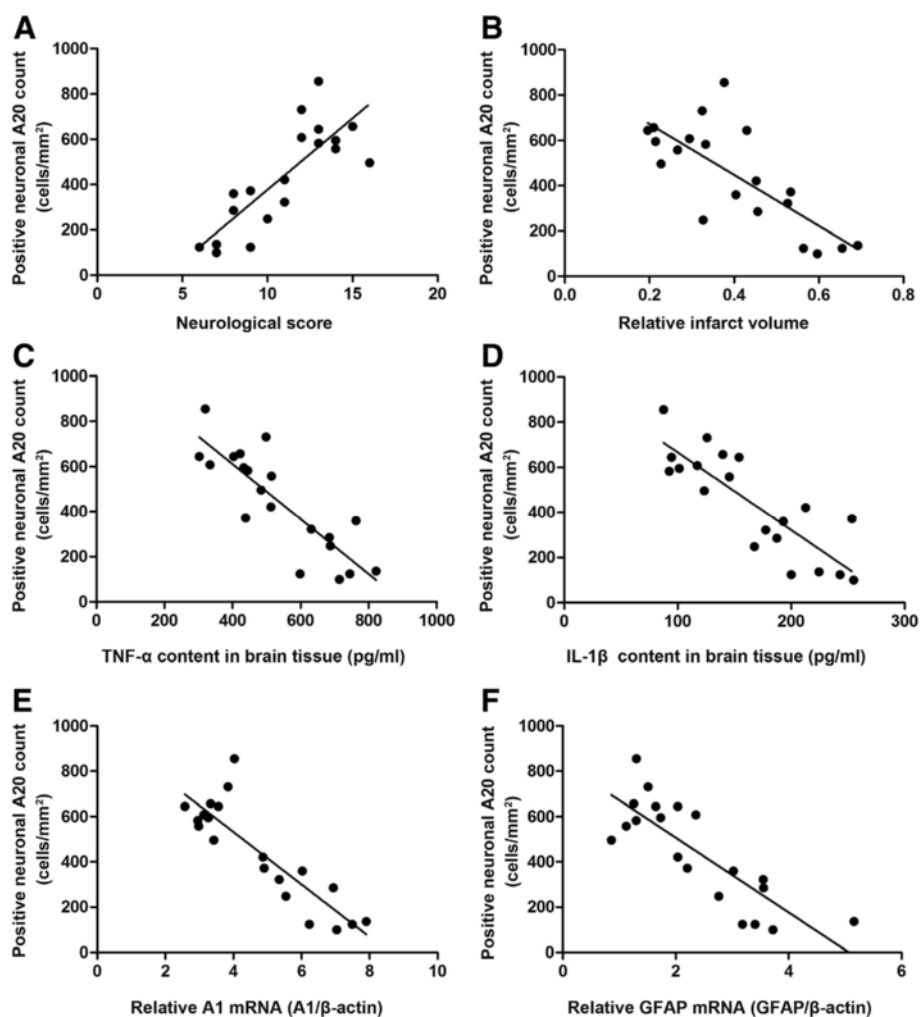 A
Positive neuronal A20 count
(cells/mm²)
1000
800
600
400
200
0
0
5
10
15
20
Neurological score
B
Positive neuronal A20 count
(cells/mm²)
1000
800
600
400
200
0
0.0
0.2
0.4
0.6
0.8
Relative infarct volume
C
Positive neuronal A20 count
(cells/mm²)
1000
800
600
400
200
0
0
200
400
600
800
1000
TNF-α content in brain tissue (pg/ml)
D
Positive neuronal A20 count
(cells/mm²)
1000
800
600
400
200
0
0
100
200
300
IL-1β content in brain tissue (pg/ml)
E
Positive neuronal A20 count
(cells/mm²)
1000
800
600
400
200
0
0
2
4
6
8
10
Relative A1 mRNA (A1/β-actin)
F
Positive neuronal A20 count
(cells/mm²)
1000
800
600
400
200
0
0
2
4
6
Relative GFAP mRNA (GFAP/β-actin)